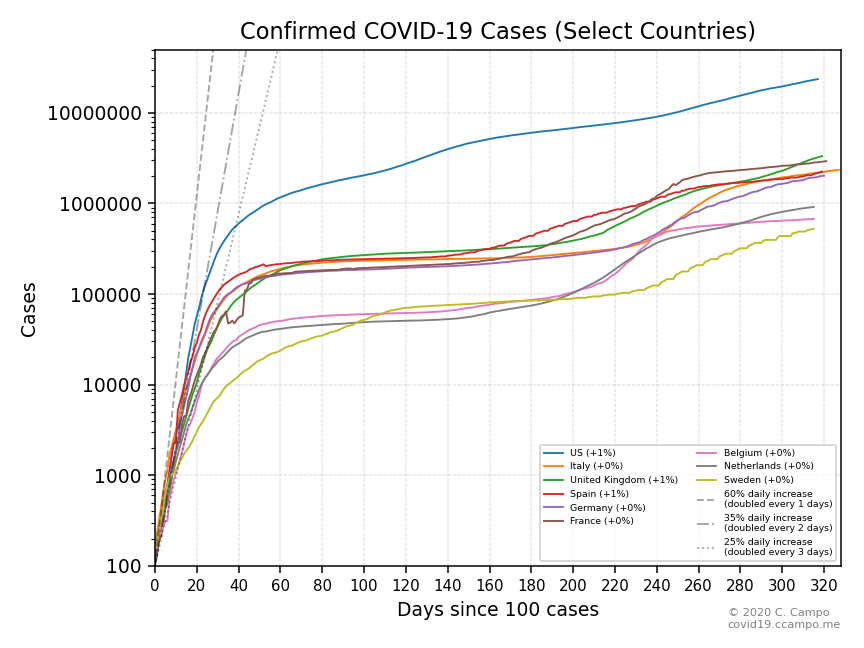 Confirmed COVID-19 Cases (Select Countries)
Cases
10000000
1000000
100000
10000
1000
100
0 20 40 60 80 100 120 140 160 180 200 220 240 260 280 300 320
Days since 100 cases
US (+1%)
Italy (+0%)
United Kingdom (+1%)
Spain (+1%)
Germany (+0%)
France (+0%)
Belgium (+0%)
Netherlands (+0%)
Sweden (+0%)
60% daily increase
(doubled every 1 days)
35% daily increase
(doubled every 2 days)
25% daily increase
(doubled every 3 days)
© 2020 C. Campo
covid19.ccampo.me